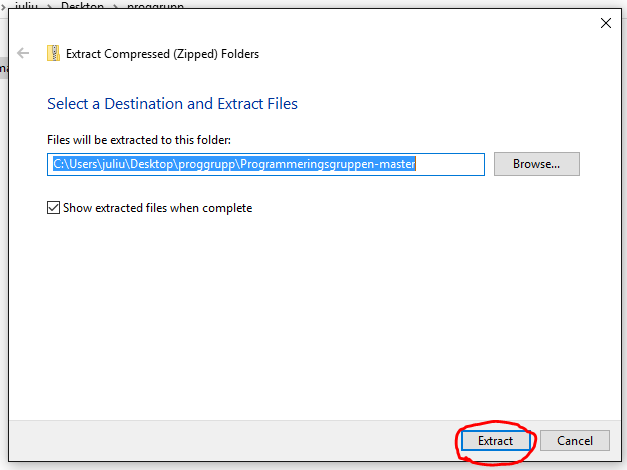 juliu > Desktop > proggrupp
Extract Compressed (Zipped) Folders
Select a Destination and Extract Files
Files will be extracted to this folder:
C:\Users\juliu\Desktop\proggrupp\Programmeringsgruppen-master
Browse...
Show extracted files when complete
Extract
Cancel